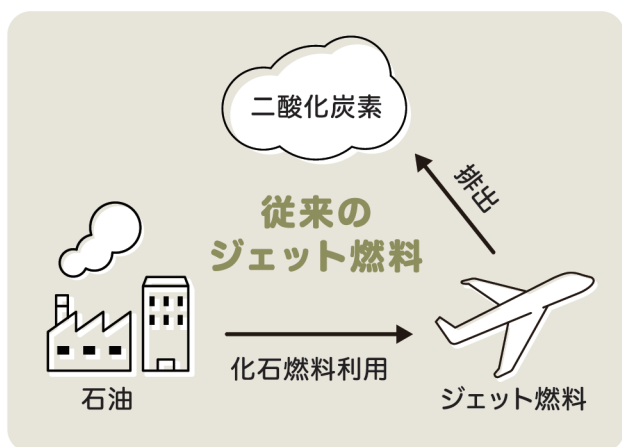 二酸化炭素
排出
従来の
ジェット燃料
化石燃料利用
石油
ジェット燃料